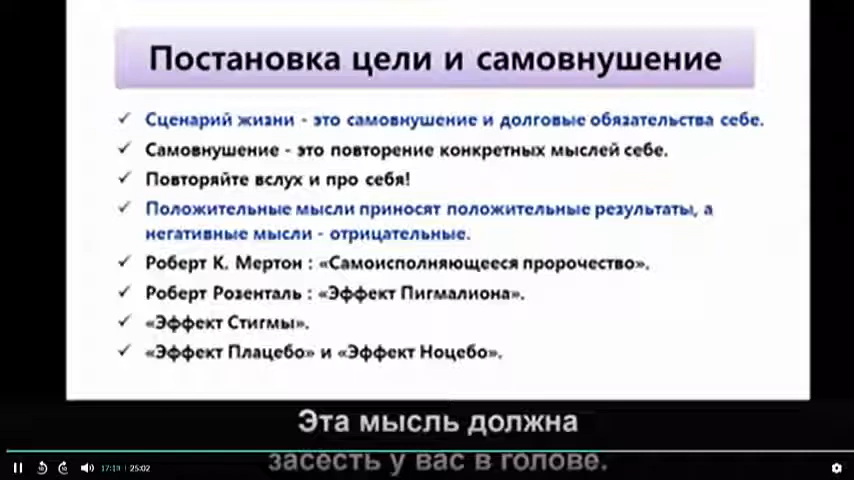 Постановка цели и самовнушение
✓ Сценарий жизни - это самовнушение и долговые обязательства себе.
✓ Самовнушение - это повторение конкретных мыслей себе.
✓ Повторяйте вслух и про себя!
✓ Положительные мысли приносят положительные результаты, а
негативные мысли - отрицательные.
✓ Роберт К. Мертон : «Самоисполняющееся пророчество».
✓ Роберт Розенталь : «Эффект Пигмалиона».
✓ «Эффект Стигмы».
✓ «Эффект Плацебо» и «Эффект Ноцебо».
Эта мысль должна
засесть у вас в голове.
25:02